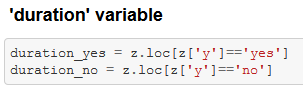 'duration' variable
duration_yes = z.loc[z['y']=='yes']
duration_no = z.loc[z['y']=='no']